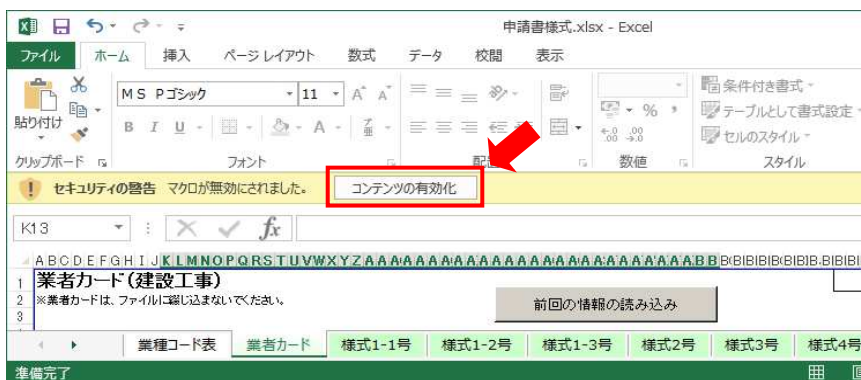 申請書様式.xlsx - Excel
ファイル ホーム 挿入 ページ レイアウト 数式 データ 校閲 表示
MS Pゴシック 11 A A 条件付き書式
貼り付け B I U A % , テーブルとして書式設定
セルのスタイル
クリップボード フォント 配置 数値 スタイル
! セキュリティの警告 マクロが無効にされました。 コンテンツの有効化
K13 fx
A B C D E F G H I J K L M N O P Q R S T U V W X Y Z
1 業者カード(建設工事)
2 ※業者カードは、ファイルに綴じ込まないでください。
3
前回の情報の読み込み
業種コード表 業者カード 様式1-1号 様式1-2号 様式1-3号 様式2号 様式3号 様式4号
準備完了